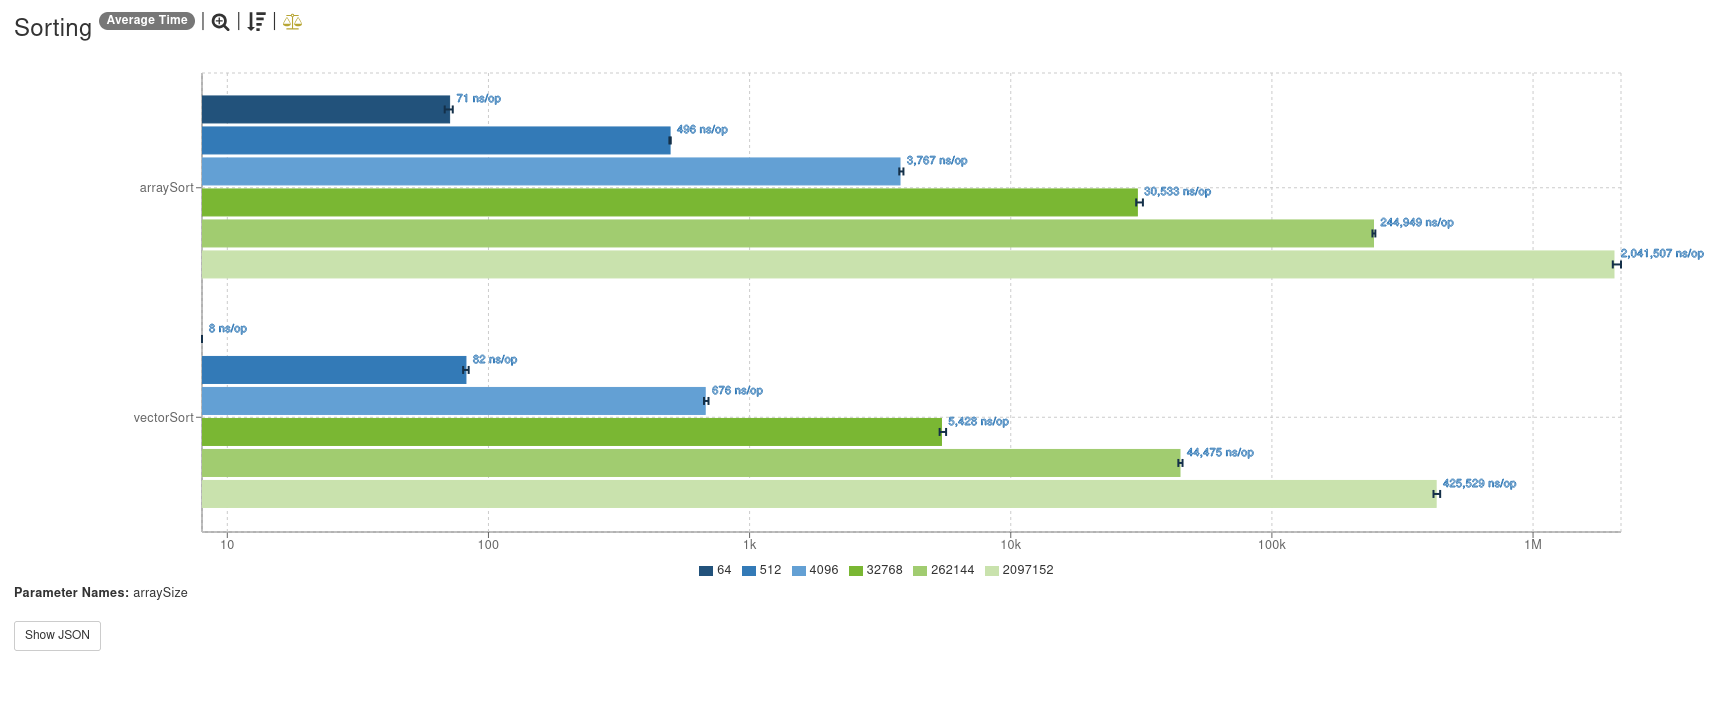 Sorting Average Time
71 ns/op
496 ns/op
3,767 ns/op
arraySort
30,533 ns/op
244,949 ns/op
2,041,507 ns/op
8 ns/op
82 ns/op
676 ns/op
vectorSort
5,428 ns/op
44,475 ns/op
425,529 ns/op
10 100 1k 10k 100k 1M
64 512 4096 32768 262144 2097152
Parameter Names: arraySize
Show JSON